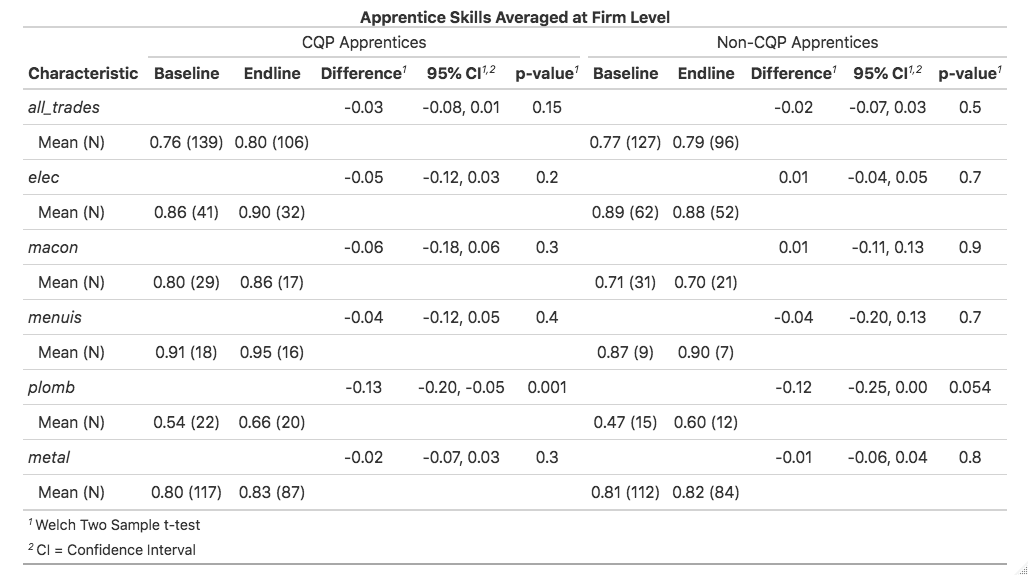 Apprentice Skills Averaged at Firm Level
CQP Apprentices Non-CQP Apprentices
Characteristic Baseline Endline Difference¹ 95% CI¹,² p-value¹ Baseline Endline Difference¹ 95% CI¹,² p-value¹
all_trades -0.03 -0.08, 0.01 0.15 -0.02 -0.07, 0.03 0.5
Mean (N) 0.76 (139) 0.80 (106) 0.77 (127) 0.79 (96)
elec -0.05 -0.12, 0.03 0.2 0.01 -0.04, 0.05 0.7
Mean (N) 0.86 (41) 0.90 (32) 0.89 (62) 0.88 (52)
macon -0.06 -0.18, 0.06 0.3 0.01 -0.11, 0.13 0.9
Mean (N) 0.80 (29) 0.86 (17) 0.71 (31) 0.70 (21)
menuis -0.04 -0.12, 0.05 0.4 -0.04 -0.20, 0.13 0.7
Mean (N) 0.91 (18) 0.95 (16) 0.87 (9) 0.90 (7)
plomb -0.13 -0.20, -0.05 0.001 -0.12 -0.25, 0.00 0.054
Mean (N) 0.54 (22) 0.66 (20) 0.47 (15) 0.60 (12)
metal -0.02 -0.07, 0.03 0.3 -0.01 -0.06, 0.04 0.8
Mean (N) 0.80 (117) 0.83 (87) 0.81 (112) 0.82 (84)
¹ Welch Two Sample t-test
² CI = Confidence Interval